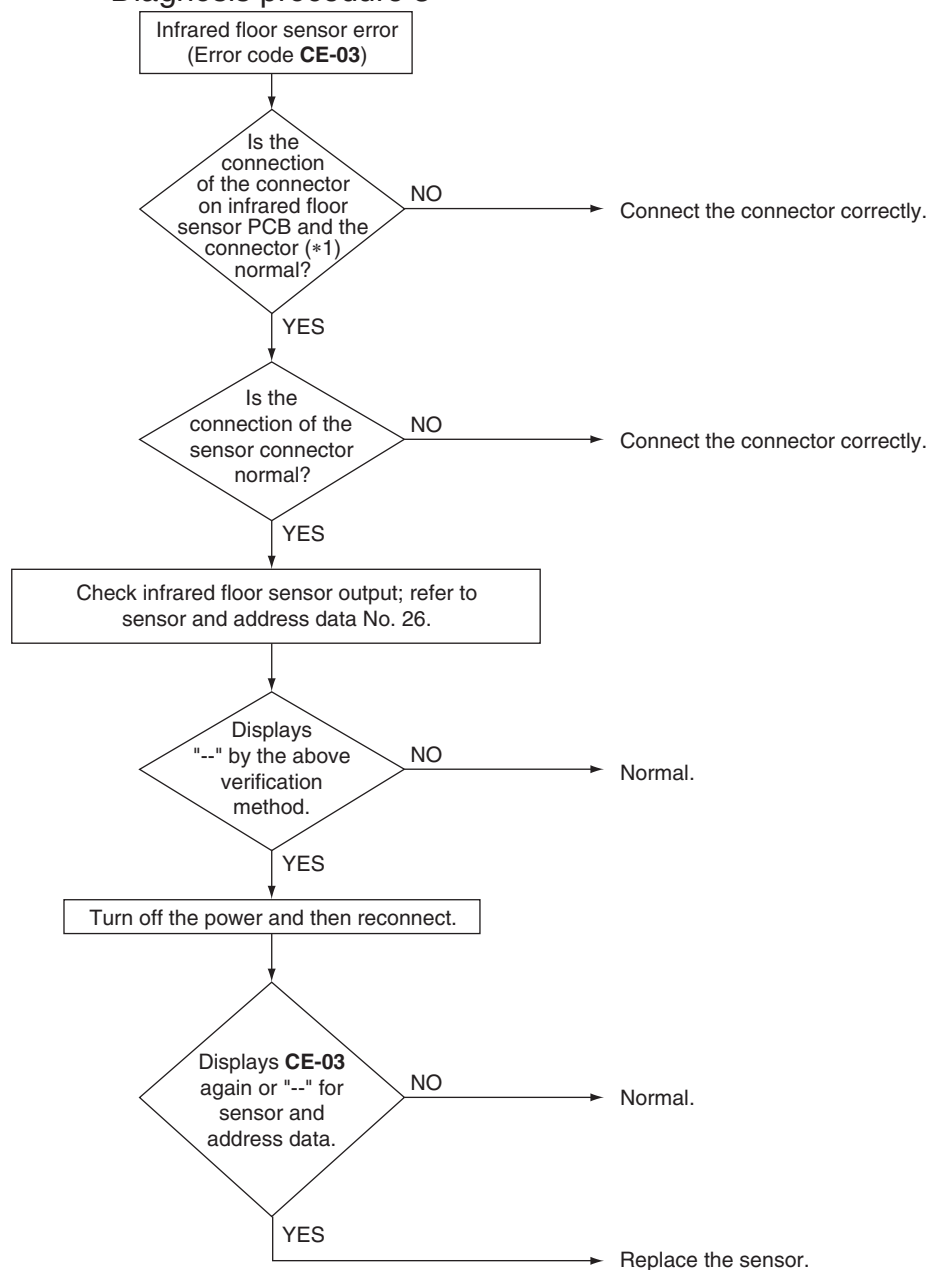 Infrared floor sensor error
(Error code CE-03)
Is the
connection
of the connector
on infrared floor
sensor PCB and the
connector (*1)
normal?
NO
Connect the connector correctly.
YES
Is the
connection of the
sensor connector
normal?
NO
Connect the connector correctly.
YES
Check infrared floor sensor output; refer to
sensor and address data No. 26.
Displays
"--" by the above
verification
method.
NO
Normal.
YES
Turn off the power and then reconnect.
Displays CE-03
again or "--" for
sensor and
address data.
NO
Normal.
YES
Replace the sensor.